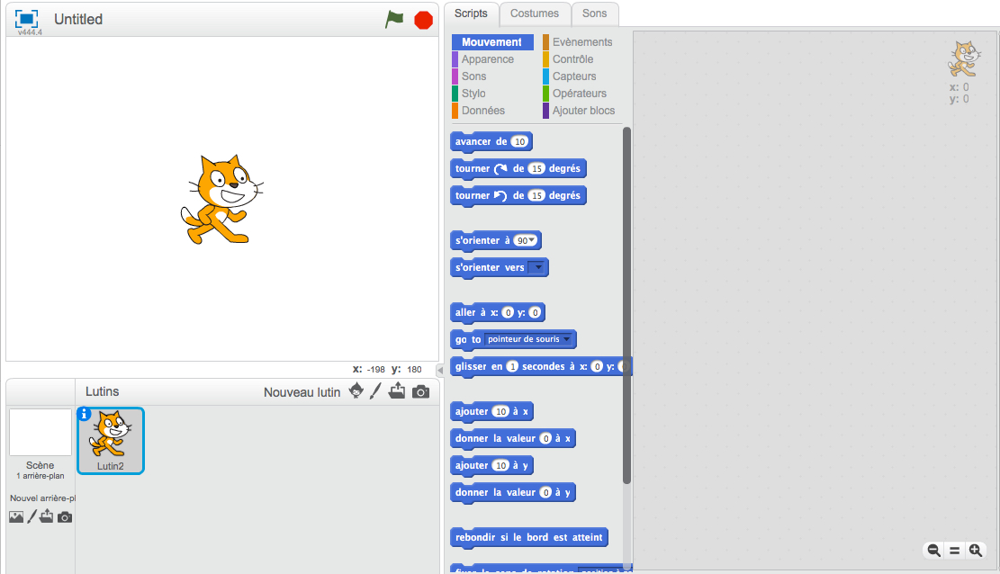 Untitled
v444.4
Scripts
Costumes
Sons
Mouvement
Evènements
Apparence
Contrôle
Sons
Capteurs
Stylo
Opérateurs
Données
Ajouter blocs
avancer de 10
tourner de 15 degrés
tourner de 15 degrés
s'orienter à 90
s'orienter vers
aller à x: 0 y: 0
go to pointeur de souris
glisser en 1 secondes à x: 0 y:
ajouter 10 à x
donner la valeur 0 à x
ajouter 10 à y
donner la valeur 0 à y
rebondir si le bord est atteint
x: 0
y: 0
x: -198 y: 180
Lutins
Nouveau lutin
Lutin2
Scène
1 arrière-plan
Nouvel arrière-pl